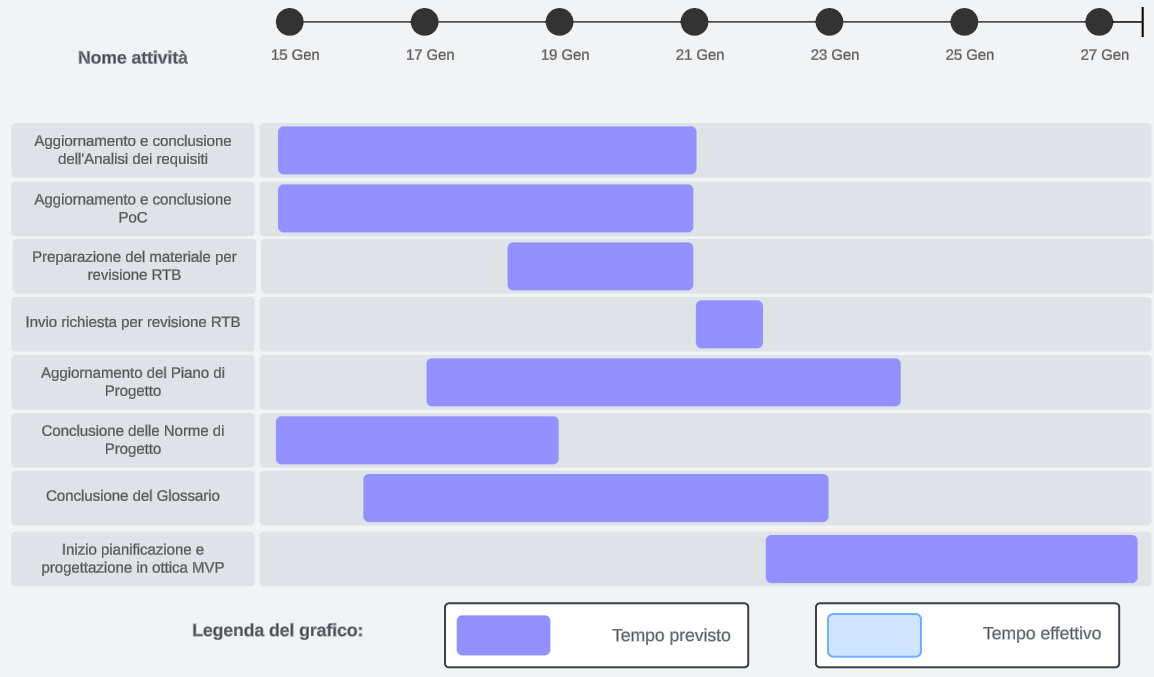 15 Gen
17 Gen
19 Gen
21 Gen
23 Gen
25 Gen
27 Gen
Nome attività
Aggiornamento e conclusione
dell'Analisi dei requisiti
Aggiornamento e conclusione
PoC
Preparazione del materiale per
revisione RTB
Invio richiesta per revisione RTB
Aggiornamento del Piano di
Progetto
Conclusione delle Norme di
Progetto
Conclusione del Glossario
Inizio pianificazione e
progettazione in ottica MVP
Legenda del grafico:
Tempo previsto
Tempo effettivo